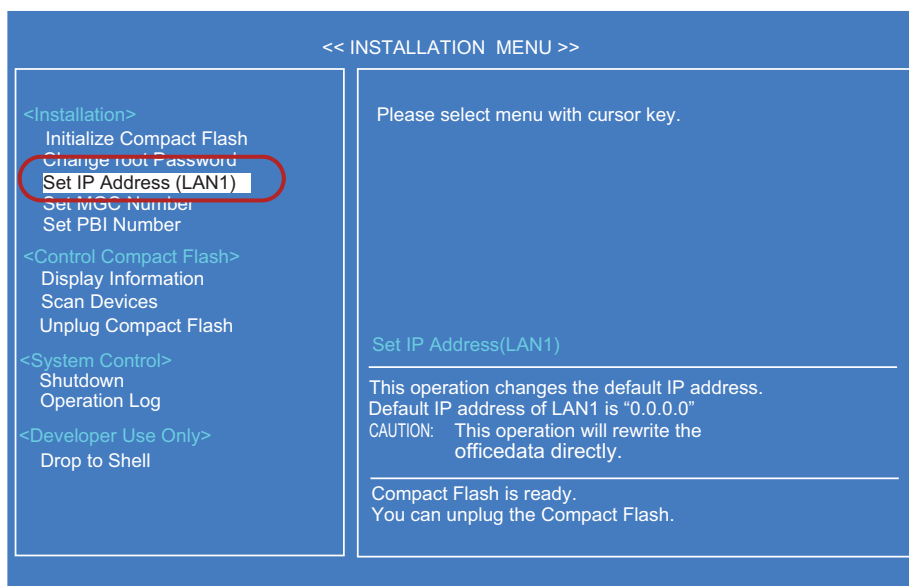 << INSTALLATION MENU >>
<Installation>
Initialize Compact Flash
Change root Password
Set IP Address (LAN1)
Set MGC Number
Set PBI Number
<Control Compact Flash>
Display Information
Scan Devices
Unplug Compact Flash
<System Control>
Shutdown
Operation Log
<Developer Use Only>
Drop to Shell
Please select menu with cursor key.
Set IP Address(LAN1)
This operation changes the default IP address.
Default IP address of LAN1 is “0.0.0.0”
CAUTION: This operation will rewrite the
officedata directly.
Compact Flash is ready.
You can unplug the Compact Flash.